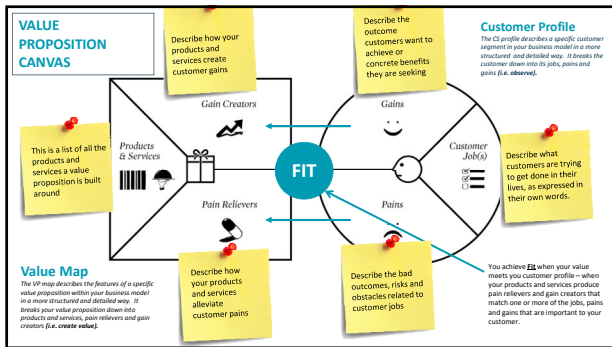 VALUE
PROPOSITION
CANVAS
Describe how your
products and
services create
customer gains
Describe the
outcome
customers want to
achieve or
concrete benefits
they are seeking
Customer Profile
The CS profile describes a specific customer
segment in your business model in a more
structured and detailed way.  It breaks the
customer down into its jobs, pains and
gains (i.e. observe).
Gain Creators
Gains
This is a list of all the
products and
services a value
proposition is built
around
Products
& Services
FIT
Customer
Job(s)
Describe what
customers are trying
to get done in their
lives, as expressed in
their own words.
Pain Relievers
Pains
Value Map
The VP map describes the features of a specific
value proposition within your business model
in a more structured and detailed way.  It
breaks your value proposition down into
products and services, pain relievers and gain
creators (i.e. create value).
Describe how
your products
and services
alleviate
customer pains
Describe the bad
outcomes, risks and
obstacles related to
customer jobs
You achieve Fit when your value
meets you customer profile – when
your products and services produce
pain relievers and gain creators that
match one or more of the jobs, pains
and gains that are important to your
customer.